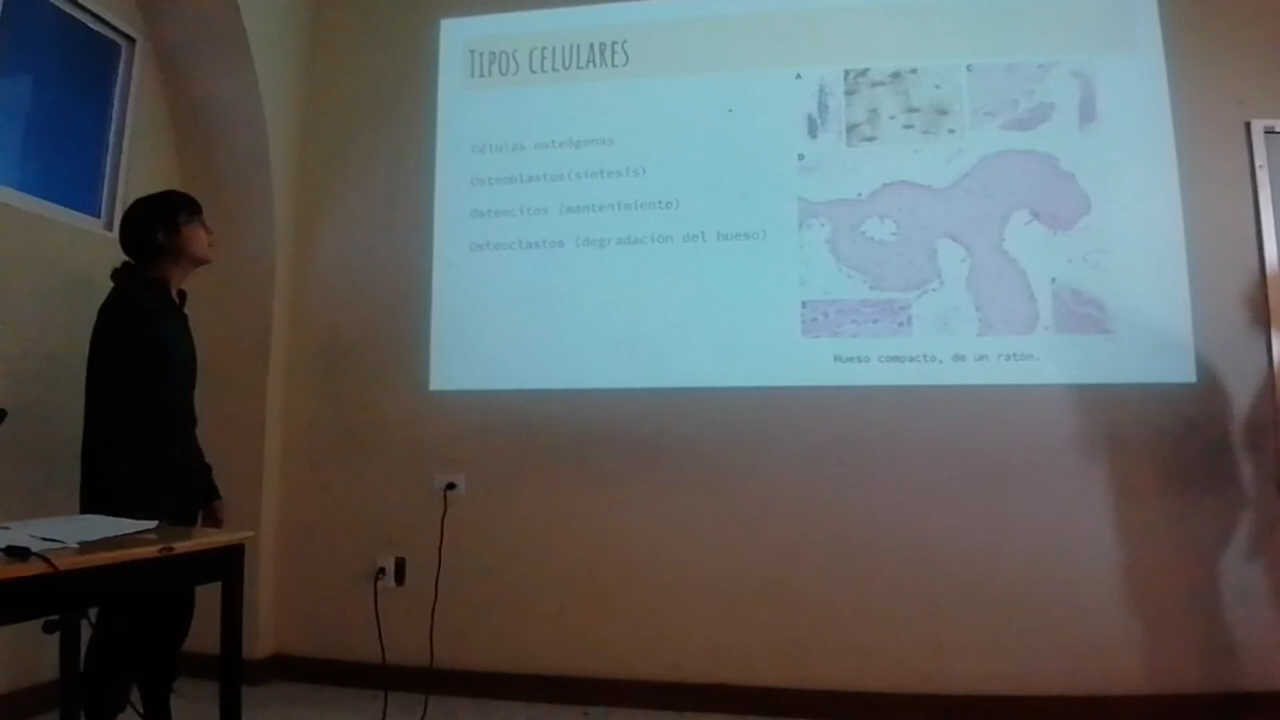 TIPOS CELULARES
Células osteógenas
Osteoblastos(síntesis)
Osteocitos (mantenimiento)
Osteoclastos (degradación del hueso)
A
C
D
E
F
Hueso compacto, de un ratón.